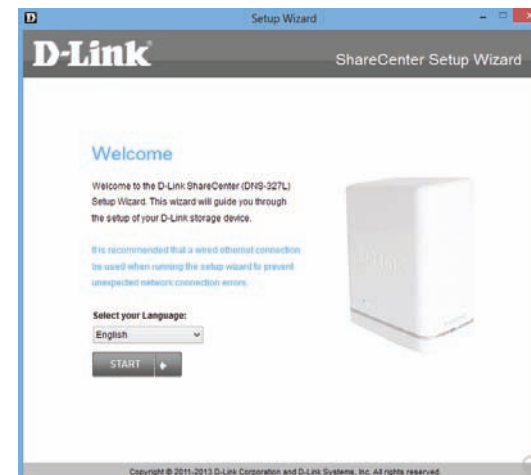 Setup Wizard
D-Link
ShareCenter Setup Wizard
Welcome
Welcome to the D-Link ShareCenter (DNS-327L)
Setup Wizard. This wizard will guide you through
the setup of your D-Link storage device.
It is recommended that a wired ethernet connection
be used when running the setup wizard to prevent
unexpected network connection errors.
D-Link
Select your Language:
English
START
Copyright © 2011-2013 D-Link Corporation and D-Link Systems, Inc. All rights reserved.